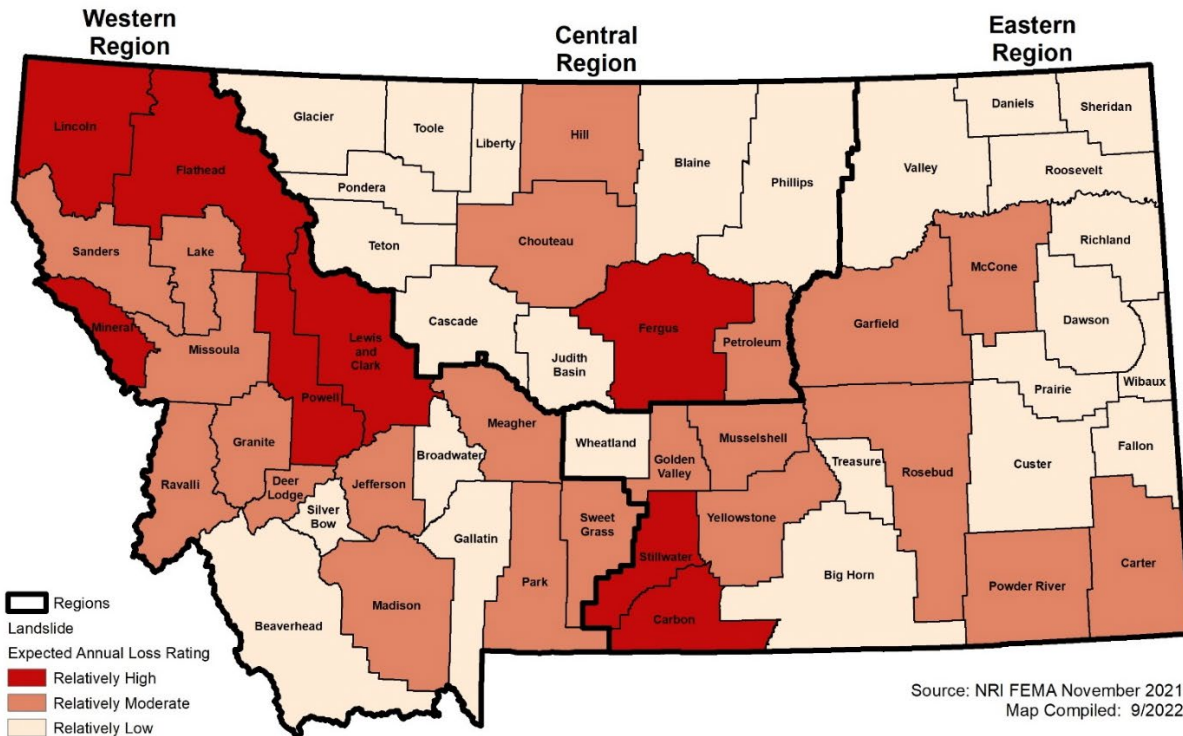 Western
Region
Central
Region
Eastern
Region
Lincoln
Flathead
Glacier
Toole
Liberty
Hill
Blaine
Phillips
Valley
Daniels
Sheridan
Roosevelt
Pondera
Teton
Chouteau
Sanders
Lake
Richland
McCone
Garfield
Dawson
Mineral
Missoula
Lewis
and
Clark
Cascade
Judith
Basin
Fergus
Petroleum
Prairie
Wibaux
Powell
Granite
Ravalli
Deer
Lodge
Jefferson
Broadwater
Meagher
Wheatland
Golden
Valley
Musselshell
Treasure
Rosebud
Custer
Fallon
Silver
Bow
Gallatin
Sweet
Grass
Stillwater
Yellowstone
Big Horn
Powder River
Carter
Beaverhead
Madison
Park
Carbon
Regions
Landslide
Expected Annual Loss Rating
Relatively High
Relatively Moderate
Relatively Low
Source: NRI FEMA November 2021
Map Compiled: 9/2022